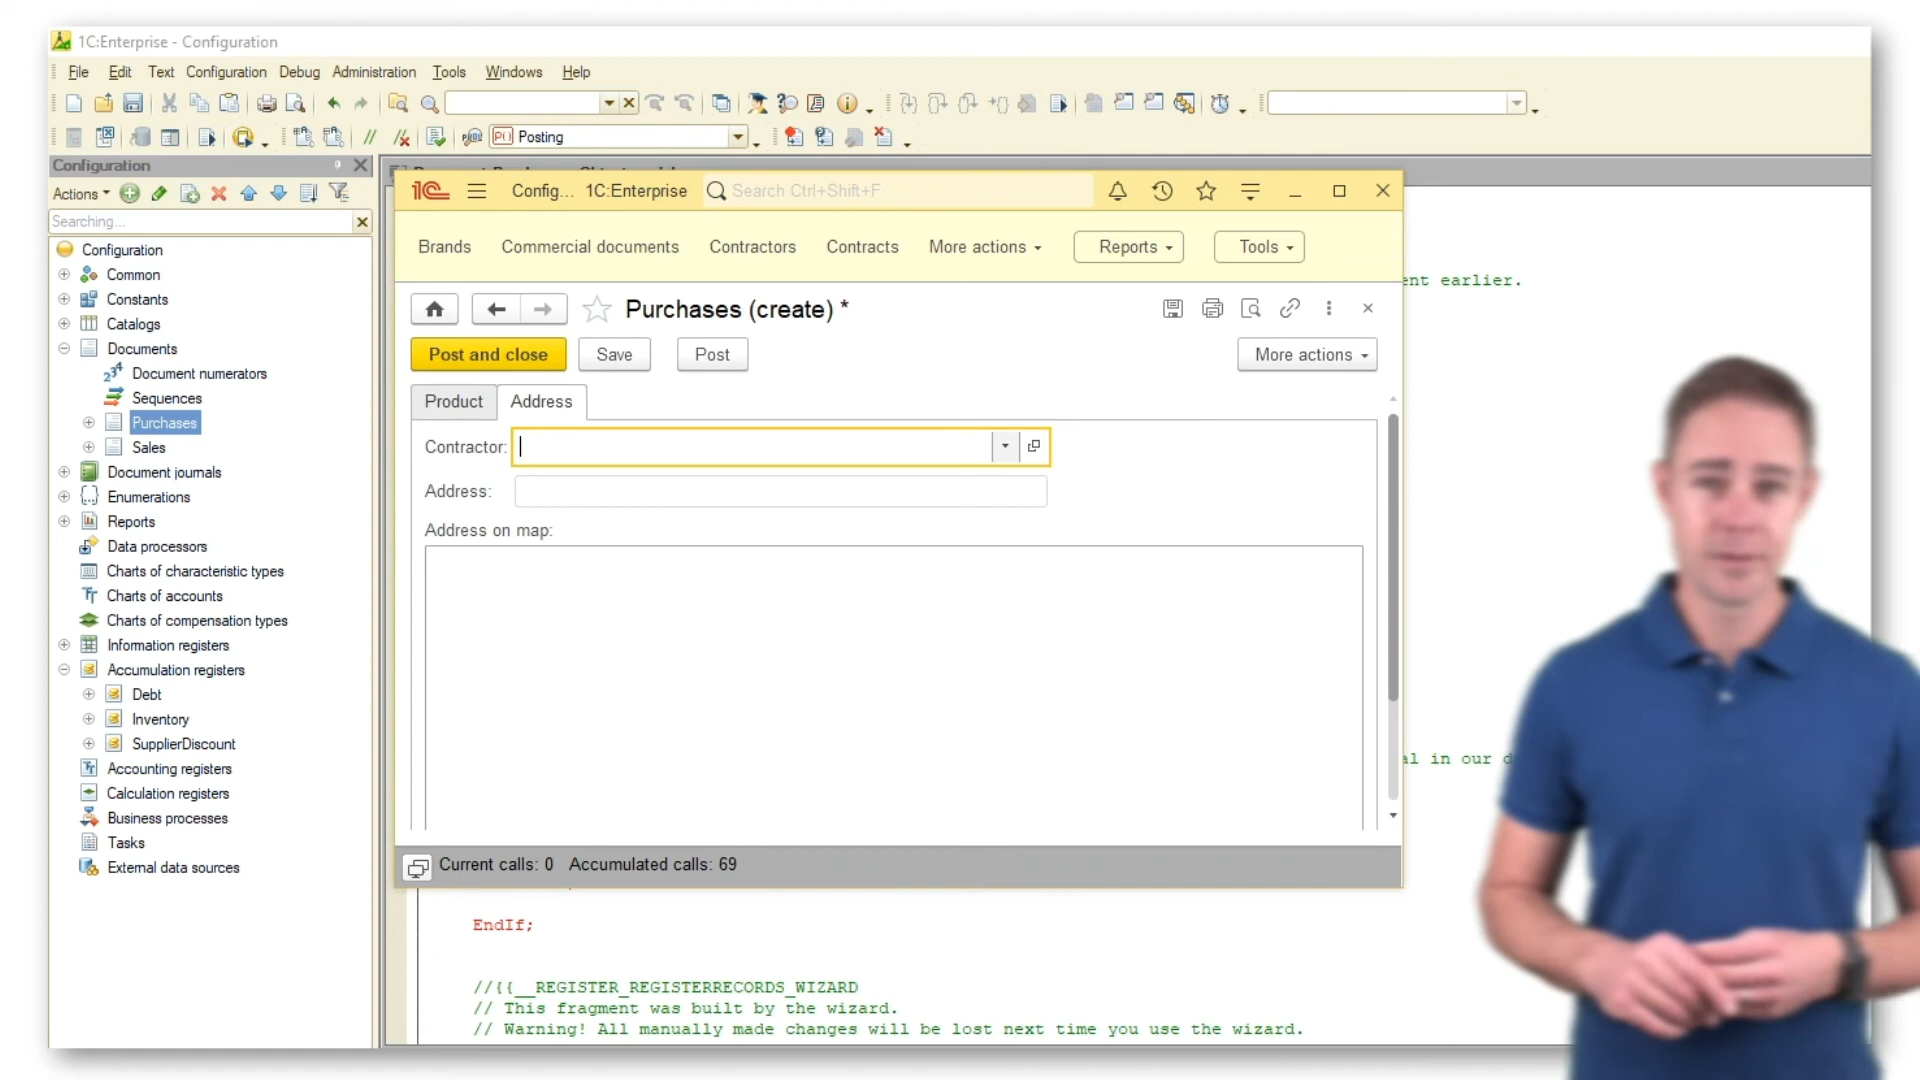 1C:Enterprise - Configuration
File Edit Text Configuration Debug Administration Tools Windows Help
Posting
Configuration
Actions
Searching...
Configuration
Common
Constants
Catalogs
Documents
Document numerators
Sequences
Purchases
Sales
Document journals
Enumerations
Reports
Data processors
Charts of characteristic types
Charts of accounts
Charts of compensation types
Information registers
Accumulation registers
Debt
Inventory
SupplierDiscount
Accounting registers
Calculation registers
Business processes
Tasks
External data sources
Config... 1C:Enterprise Search Ctrl+Shift+F
Brands Commercial documents Contractors Contracts More actions Reports Tools
Purchases (create) *
Post and close Save Post More actions
Product Address
Contractor:
Address:
Address on map:
Current calls: 0 Accumulated calls: 69
earlier.
in our
EndIf;
//{{__REGISTER_REGISTERRECORDS_WIZARD
// This fragment was built by the wizard.
// Warning! All manually made changes will be lost next time you use the wizard.